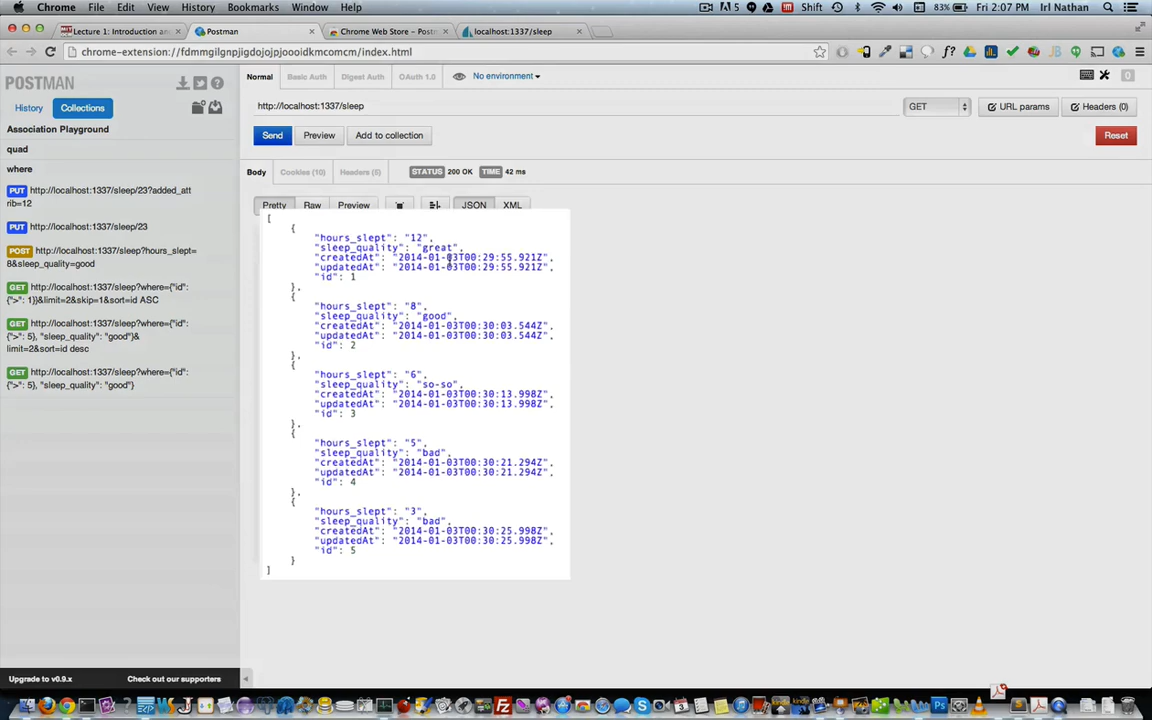 Chrome File Edit View History Bookmarks Window Help
5 Shift 83% Fri 2:07 PM Irl Nathan
Lecture 1: Introduction an
Postman
Chrome Web Store - Postm
localhost:1337/sleep
chrome-extension://fdmmgilgnpjigdojojpjoooidkmcomcm/index.html
POSTMAN
History Collections
Association Playground
quad
where
PUT http://localhost:1337/sleep/23?added_att
rib=12
PUT http://localhost:1337/sleep/23
POST http://localhost:1337/sleep?hours_slept=
8&sleep_quality=good
GET http://localhost:1337/sleep?where={"id":
{">": 1}}&limit=2&skip=1&sort=id ASC
GET http://localhost:1337/sleep?where={"id":
{">": 5}, "sleep_quality": "good"}&
limit=2&sort=id desc
GET http://localhost:1337/sleep?where={"id":
{">": 5}, "sleep_quality": "good"}
Upgrade to v0.9.x Check out our supporters
Normal Basic Auth Digest Auth OAuth 1.0 No environment
0
http://localhost:1337/sleep GET URL params Headers (0)
Send Preview Add to collection Reset
Body Cookies (10) Headers (5) STATUS 200 OK TIME 42 ms
Pretty Raw Preview JSON XML
[
{
"hours_slept": "12",
"sleep_quality": "great",
"createdAt": "2014-01-03T00:29:55.921Z",
"updatedAt": "2014-01-03T00:29:55.921Z",
"id": 1
},
{
"hours_slept": "8",
"sleep_quality": "good",
"createdAt": "2014-01-03T00:30:03.544Z",
"updatedAt": "2014-01-03T00:30:03.544Z",
"id": 2
},
{
"hours_slept": "6",
"sleep_quality": "so-so",
"createdAt": "2014-01-03T00:30:13.998Z",
"updatedAt": "2014-01-03T00:30:13.998Z",
"id": 3
},
{
"hours_slept": "5",
"sleep_quality": "bad",
"createdAt": "2014-01-03T00:30:21.294Z",
"updatedAt": "2014-01-03T00:30:21.294Z",
"id": 4
},
{
"hours_slept": "3",
"sleep_quality": "bad",
"createdAt": "2014-01-03T00:30:25.998Z",
"updatedAt": "2014-01-03T00:30:25.998Z",
"id": 5
}
]